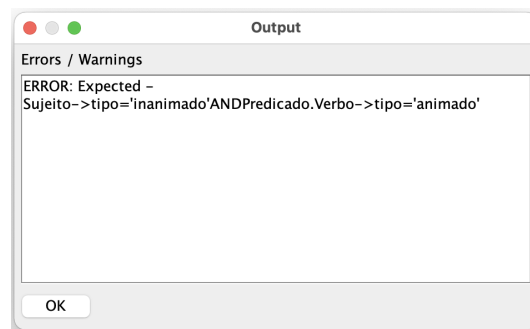 Output
Errors / Warnings
ERROR: Expected –
Sujeito->tipo='inanimado'ANDPredicado.Verbo->tipo='animado'
OK